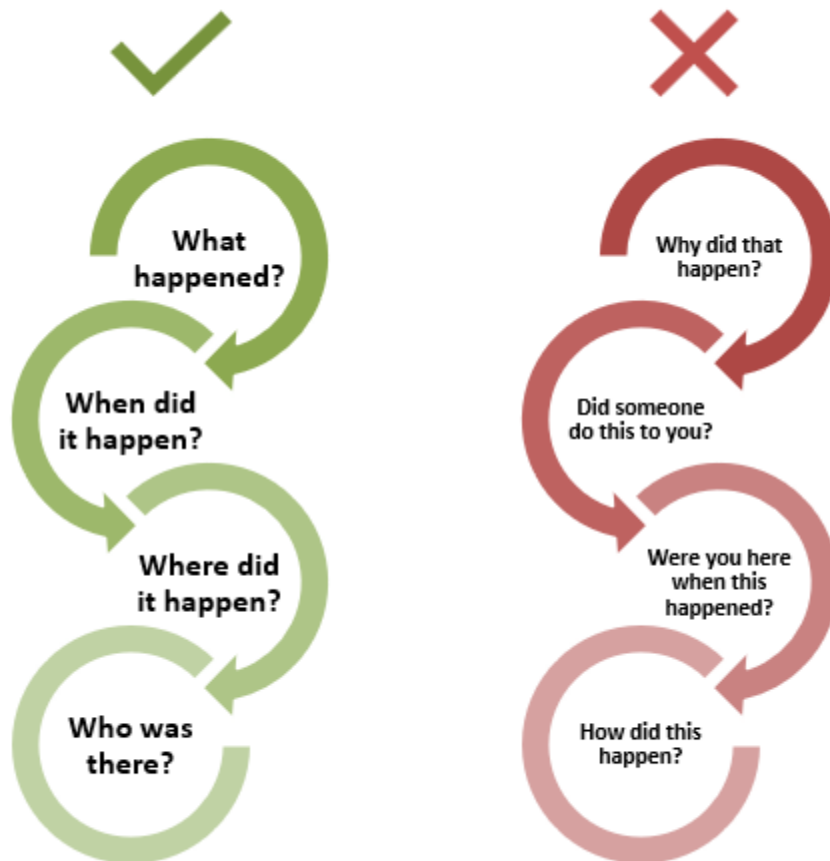 What
happened?
When did
it happen?
Where did
it happen?
Who was
there?
Why did that
happen?
Did someone
do this to you?
Were you here
when this
happened?
How did this
happen?